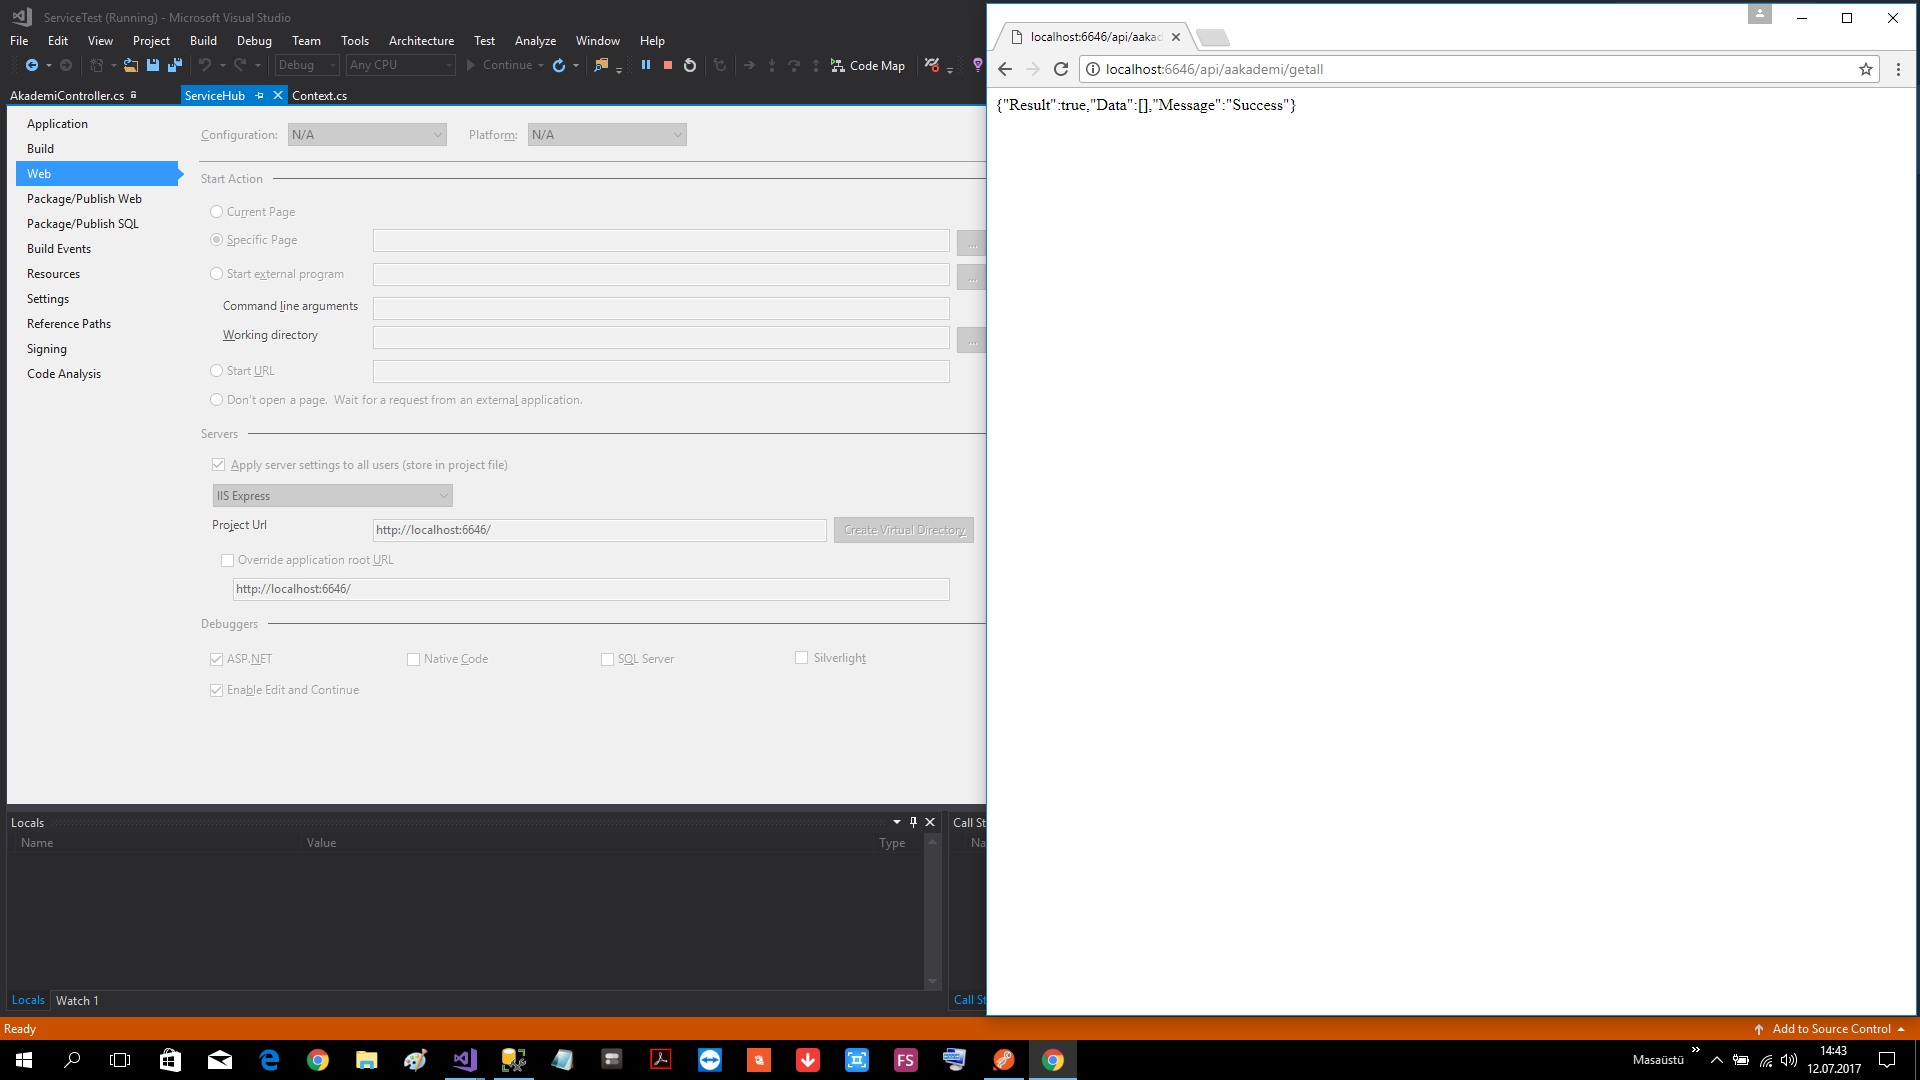 ServiceTest (Running) - Microsoft Visual Studio
File Edit View Project Build Debug Team Tools Architecture Test Analyze Window Help
Debug Any CPU Continue Code Map
AkademiController.cs ServiceHub Context.cs
Application
Build
Web
Package/Publish Web
Package/Publish SQL
Build Events
Resources
Settings
Reference Paths
Signing
Code Analysis
Configuration: N/A Platform: N/A
Start Action
Current Page
Specific Page ...
Start external program ...
Command line arguments
Working directory ...
Start URL
Don't open a page. Wait for a request from an external application.
Servers
Apply server settings to all users (store in project file)
IIS Express
Project Url http://localhost:6646/ Create Virtual Directory
Override application root URL
http://localhost:6646/
Debuggers
ASP.NET Native Code SQL Server Silverlight
Enable Edit and Continue
Locals
Name Value Type
Locals Watch 1
Call St
Na
Call St
localhost:6646/api/aakad
localhost:6646/api/aakademi/getall
{"Result":true,"Data":[],"Message":"Success"}
Ready Add to Source Control
FS
Masaüstü
14:43
12.07.2017